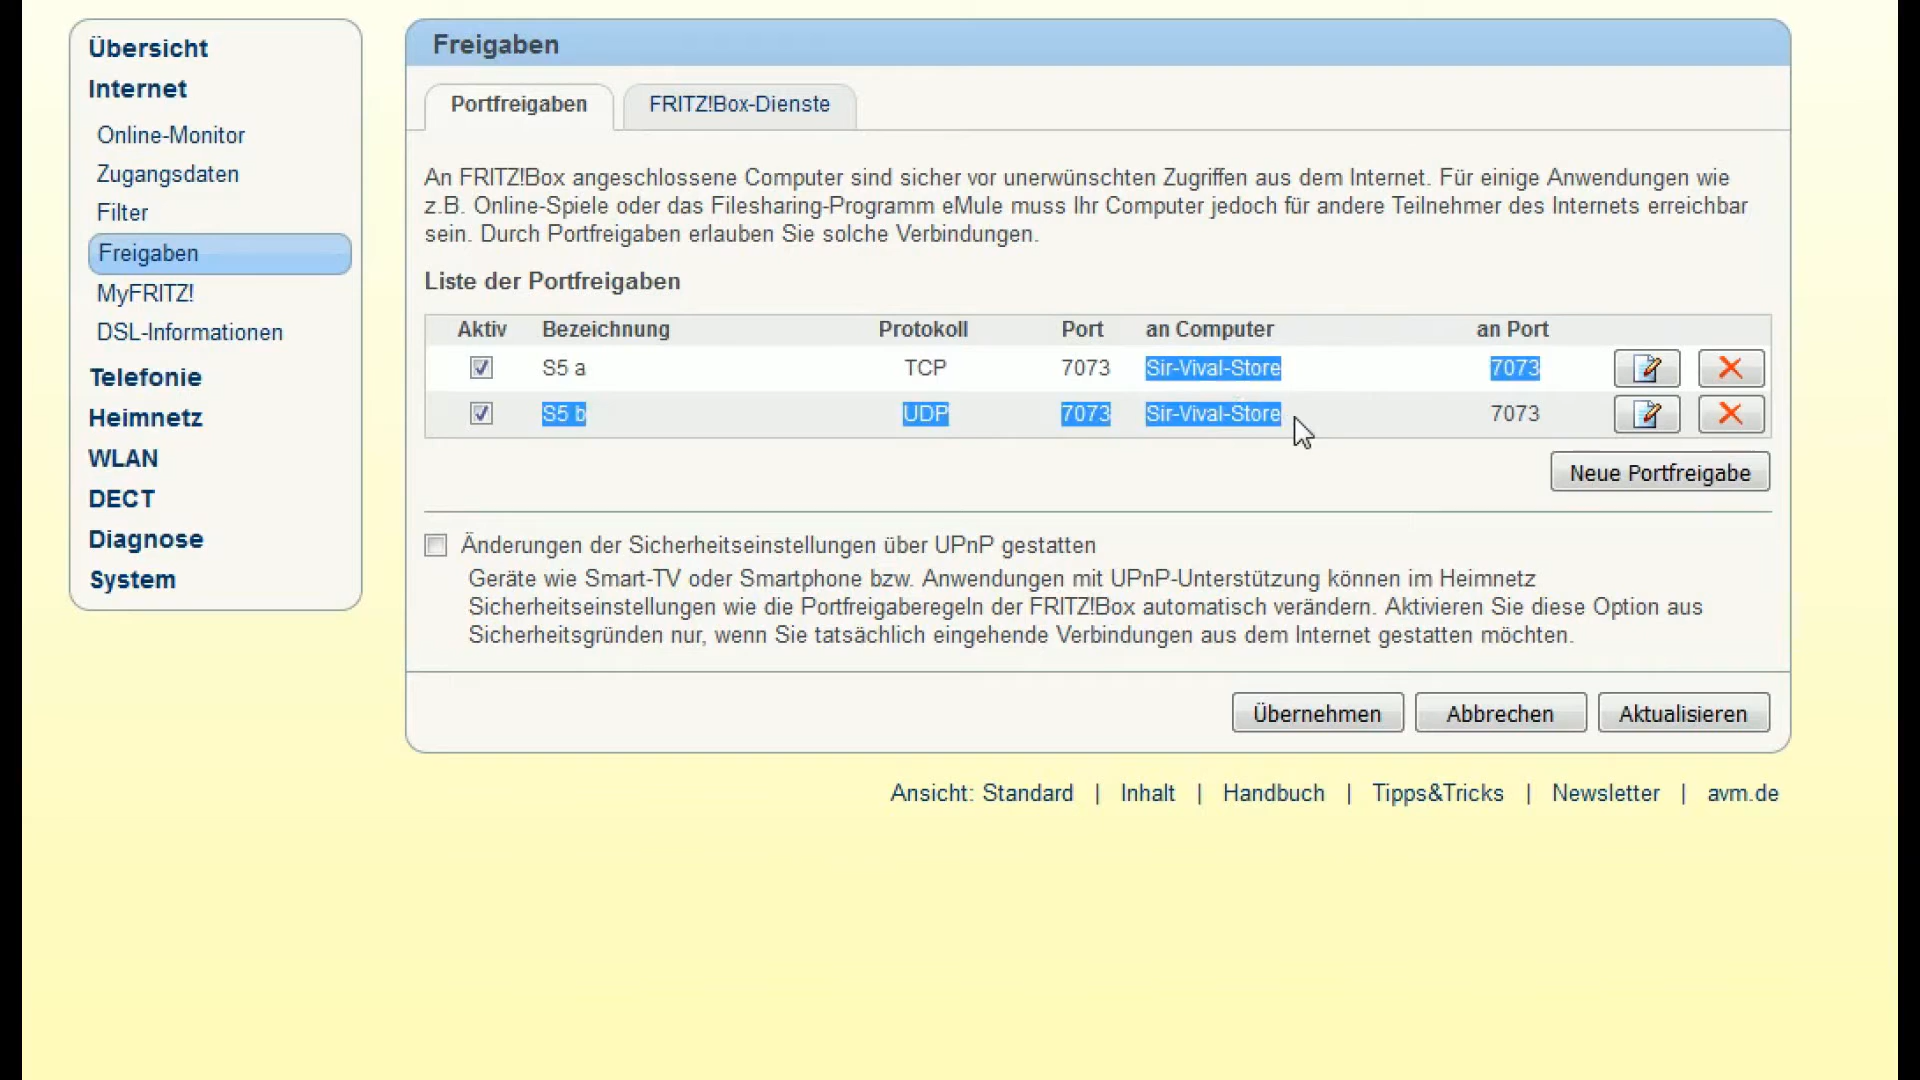 Übersicht
Internet
Online-Monitor
Zugangsdaten
Filter
Freigaben
MyFRITZ!
DSL-Informationen
Telefonie
Heimnetz
WLAN
DECT
Diagnose
System
Freigaben
Portfreigaben FRITZ!Box-Dienste
An FRITZ!Box angeschlossene Computer sind sicher vor unerwünschten Zugriffen aus dem Internet. Für einige Anwendungen wie
z.B. Online-Spiele oder das Filesharing-Programm eMule muss Ihr Computer jedoch für andere Teilnehmer des Internets erreichbar
sein. Durch Portfreigaben erlauben Sie solche Verbindungen.
Liste der Portfreigaben
Aktiv Bezeichnung Protokoll Port an Computer an Port
S5 a TCP 7073 Sir-Vival-Store 7073
S5 b UDP 7073 Sir-Vival-Store 7073
Neue Portfreigabe
Änderungen der Sicherheitseinstellungen über UPnP gestatten
Geräte wie Smart-TV oder Smartphone bzw. Anwendungen mit UPnP-Unterstützung können im Heimnetz
Sicherheitseinstellungen wie die Portfreigaberegeln der FRITZ!Box automatisch verändern. Aktivieren Sie diese Option aus
Sicherheitsgründen nur, wenn Sie tatsächlich eingehende Verbindungen aus dem Internet gestatten möchten.
Übernehmen Abbrechen Aktualisieren
Ansicht: Standard | Inhalt | Handbuch | Tipps&Tricks | Newsletter | avm.de